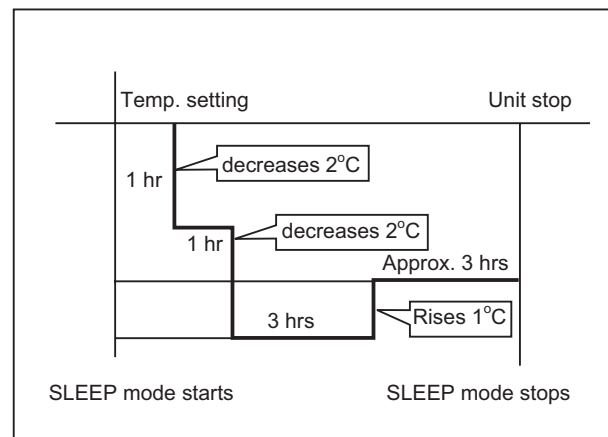 Temp. setting
Unit stop
decreases 2°C
1 hr
decreases 2°C
1 hr
Approx. 3 hrs
3 hrs
Rises 1°C
SLEEP mode starts
SLEEP mode stops